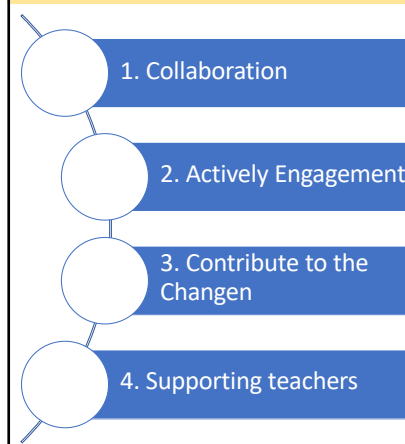 1. Collaboration
2. Actively Engagement
3. Contribute to the
Changen
4. Supporting teachers